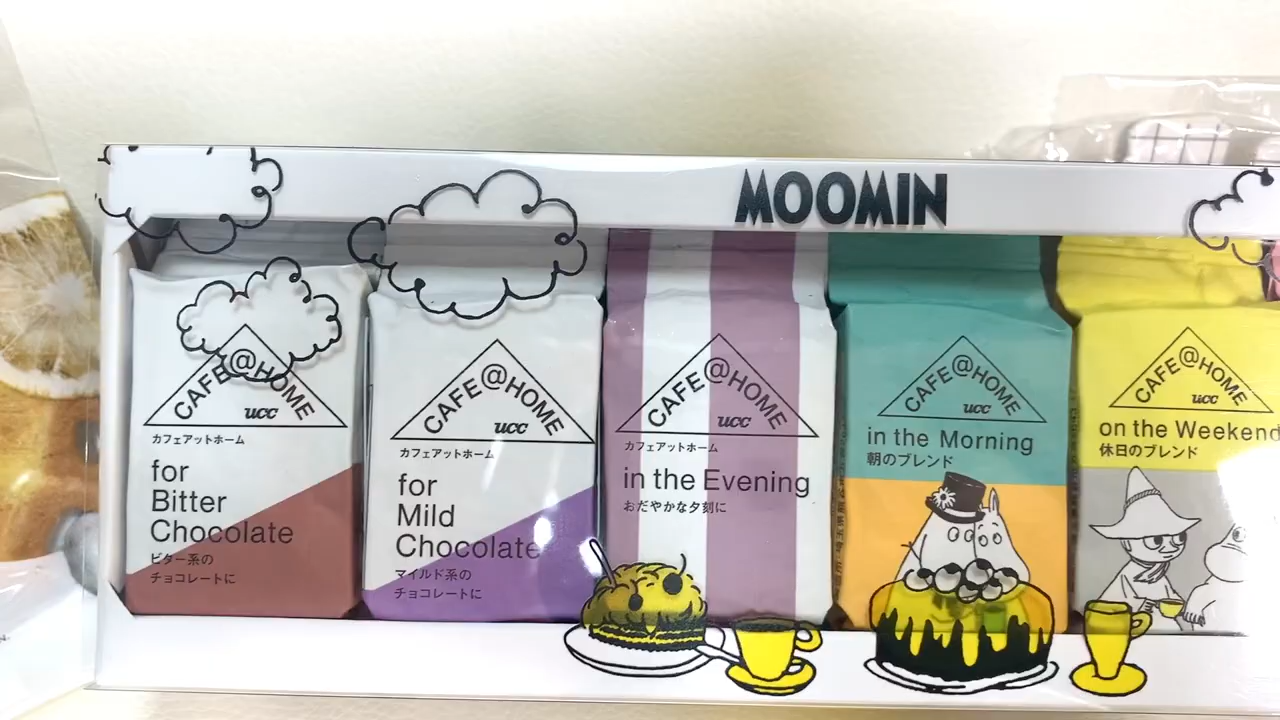 MOOMIN
CAFE@HOME
ucc
カフェアットホーム
for
Bitter
Chocolate
ビター系の
チョコレートに
CAFE@HOME
ucc
カフェアットホーム
for
Mild
Chocolate
マイルド系の
チョコレートに
CAFE@HOME
ucc
カフェアットホーム
in the Evening
おだやかな夕刻に
CAFE@HOME
ucc
in the Morning
朝のブレンド
CAFE@HOME
ucc
on the Weekend
休日のブレンド